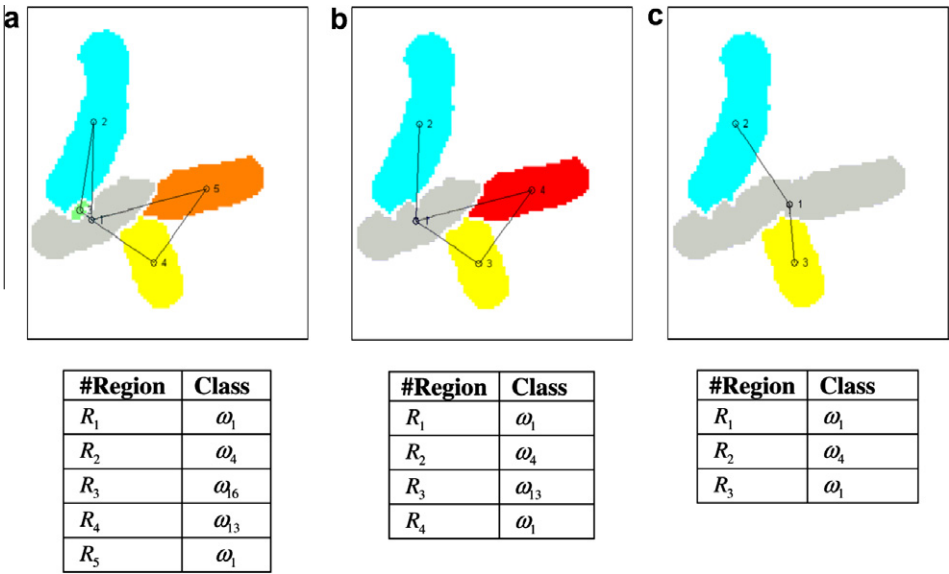 a
2
3
1
5
4
b
2
1
4
3
c
2
1
3
#Region Class
R₁ ω₁
R₂ ω₄
R₃ ω₁₆
R₄ ω₁₃
R₅ ω₁
#Region Class
R₁ ω₁
R₂ ω₄
R₃ ω₁₃
R₄ ω₁
#Region Class
R₁ ω₁
R₂ ω₄
R₃ ω₁